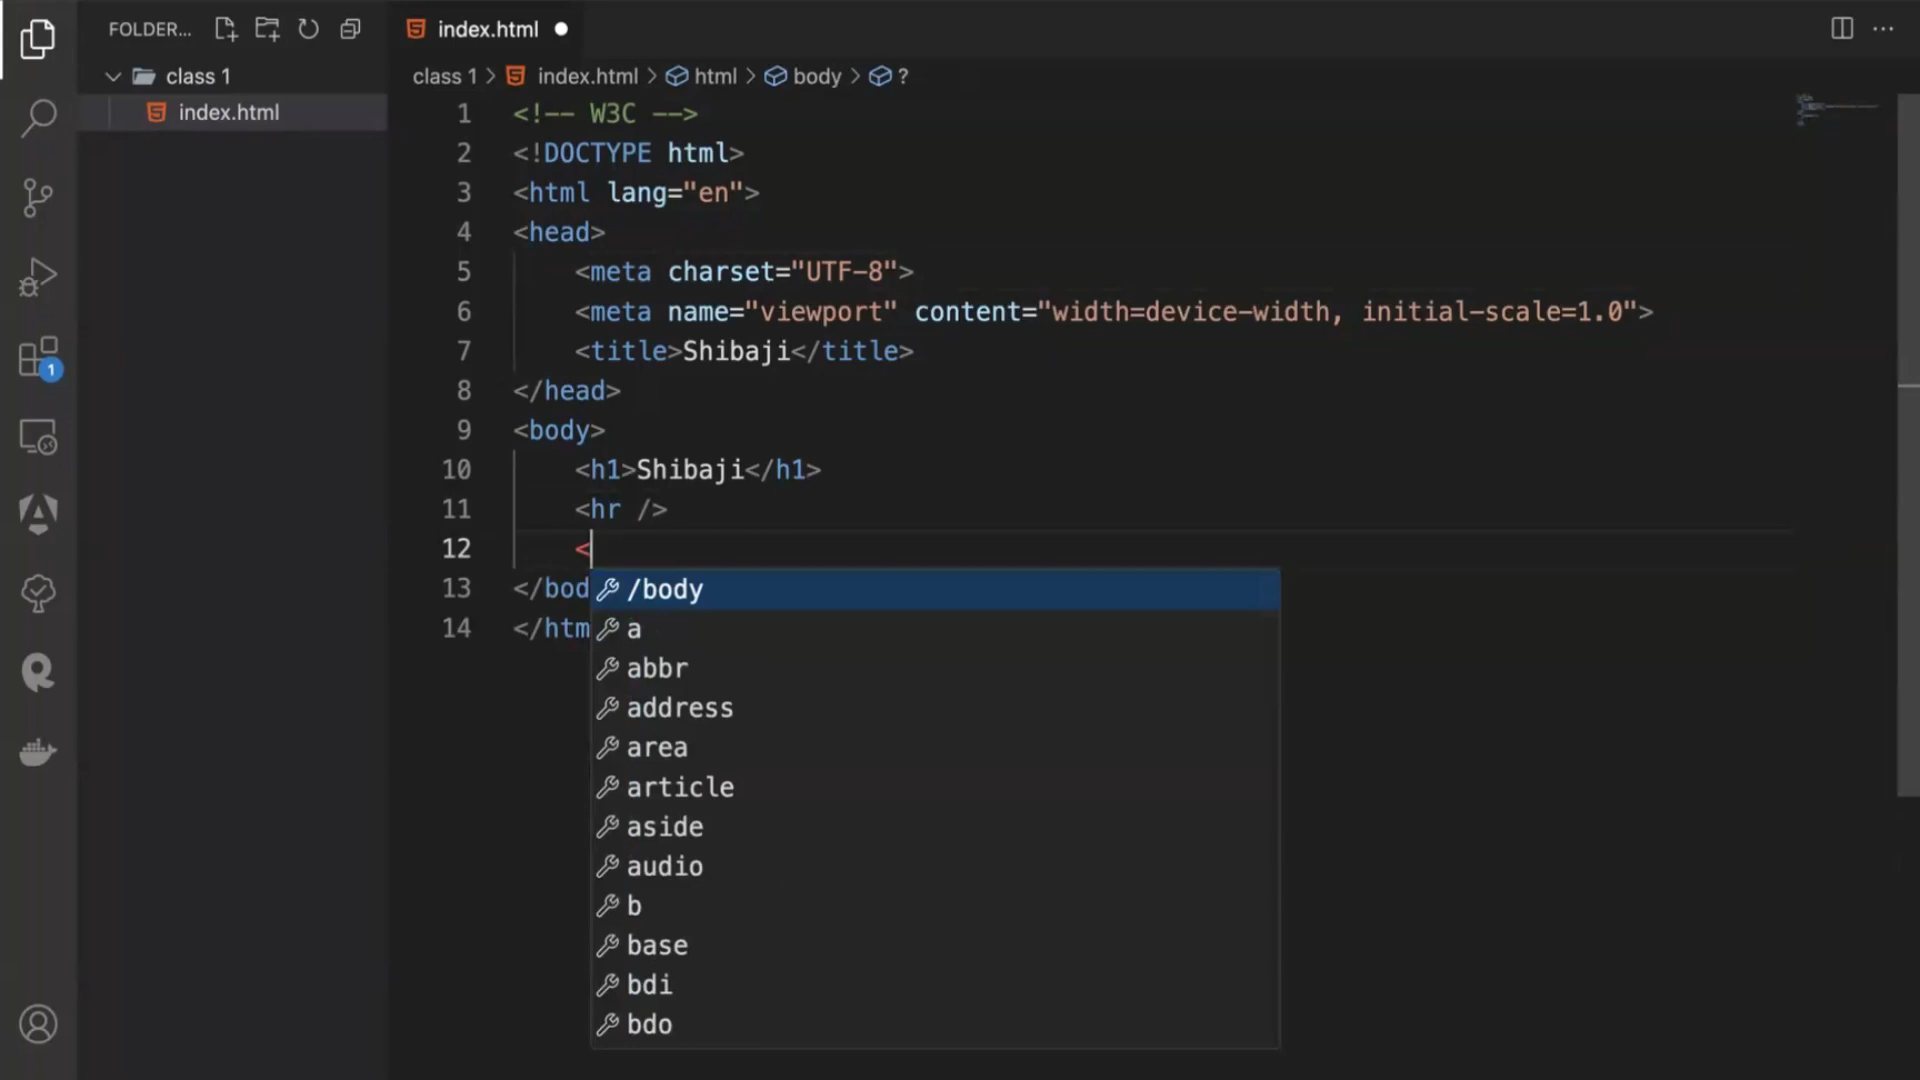 FOLDER...
index.html
class 1
index.html
class 1 > index.html > html > body > ?
1 <!-- W3C -->
2 <!DOCTYPE html>
3 <html lang="en">
4 <head>
5 <meta charset="UTF-8">
6 <meta name="viewport" content="width=device-width, initial-scale=1.0">
7 <title>Shibaji</title>
8 </head>
9 <body>
10 <h1>Shibaji</h1>
11 <hr />
12 <
13 </bod
14 </htm
/body
a
abbr
address
area
article
aside
audio
b
base
bdi
bdo
1